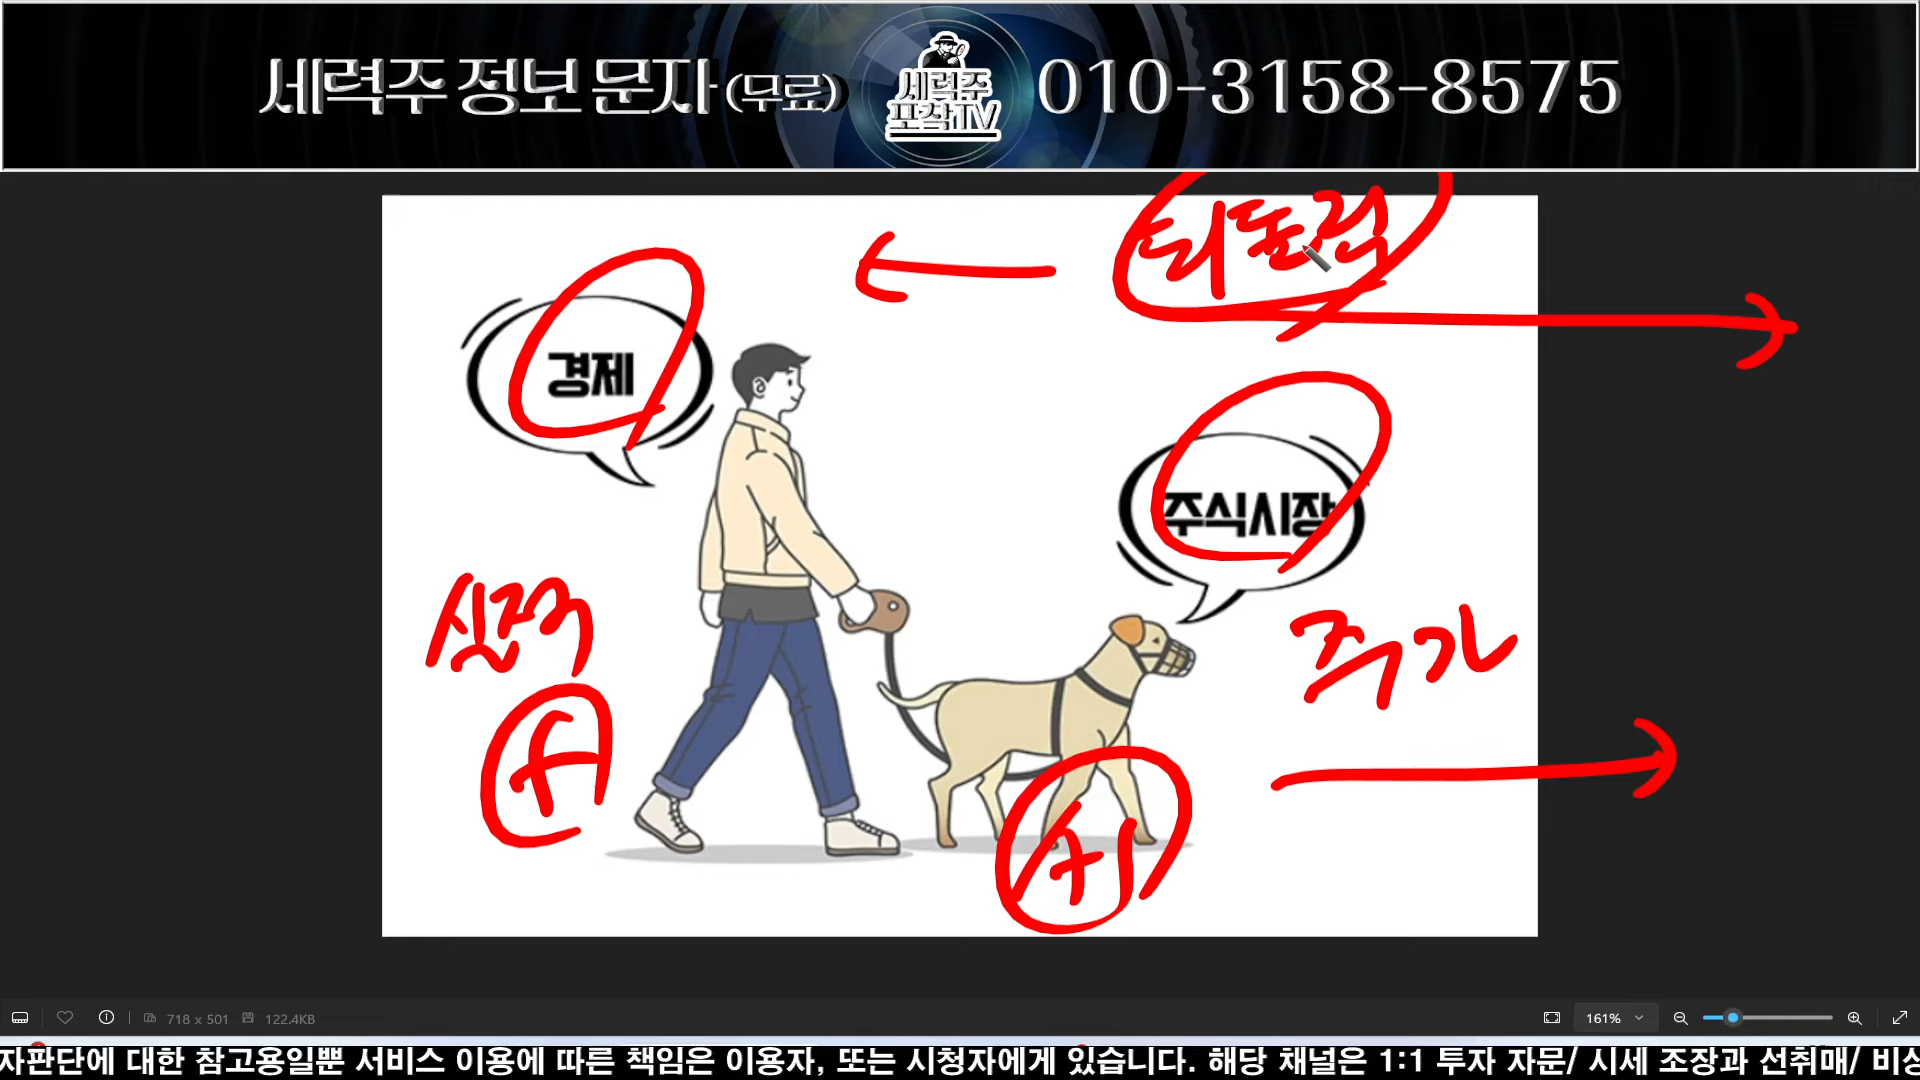 세력주 정보 문자 (무료)
세력주
포착TV
010-3158-8575
경제
주식시장
실적
주가
718 x 501
122.4KB
161%
자판단에 대한 참고용일뿐 서비스 이용에 따른 책임은 이용자, 또는 시청자에게 있습니다. 해당 채널은 1:1 투자 자문/ 시세 조장과 선취매/ 비상